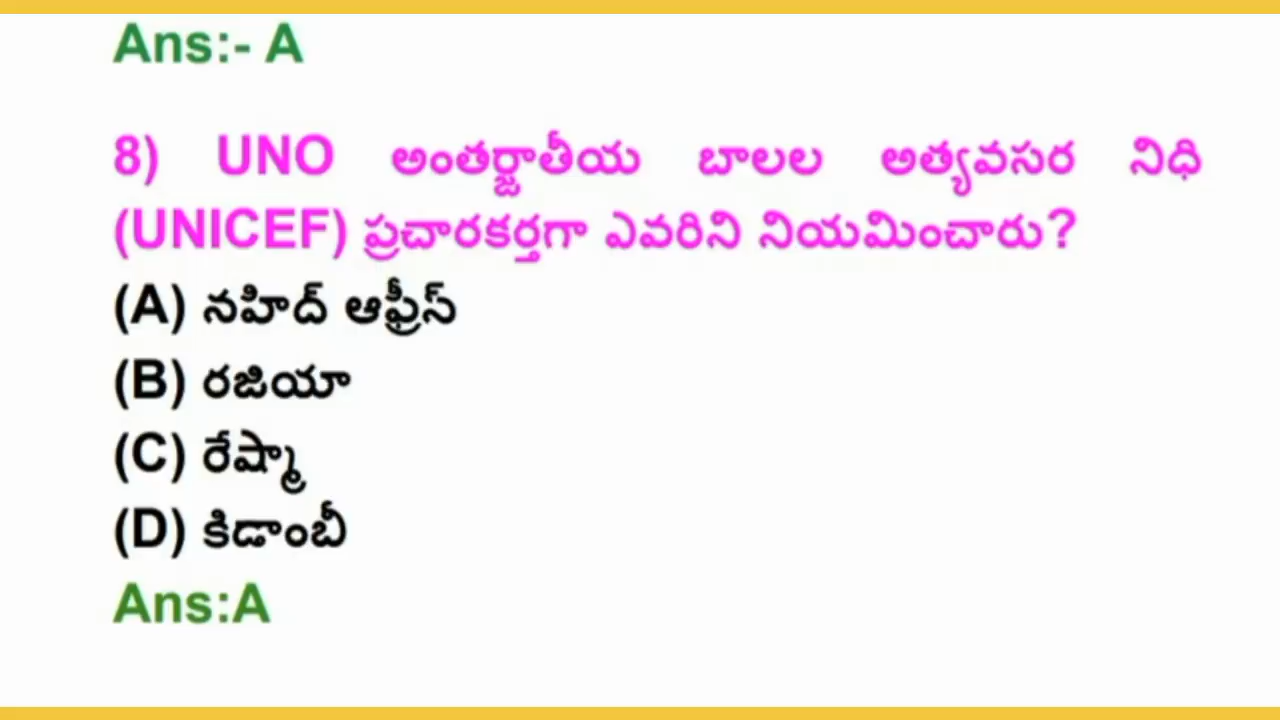 Ans:- A
8) UNO అంతర్జాతీయ బాలల అత్యవసర నిధి
(UNICEF) ప్రచారకర్తగా ఎవరిని నియమించారు?
(A) నహిద్ ఆఫ్రీస్
(B) రజియా
(C) రేష్మా
(D) కిడాంబీ
Ans:A